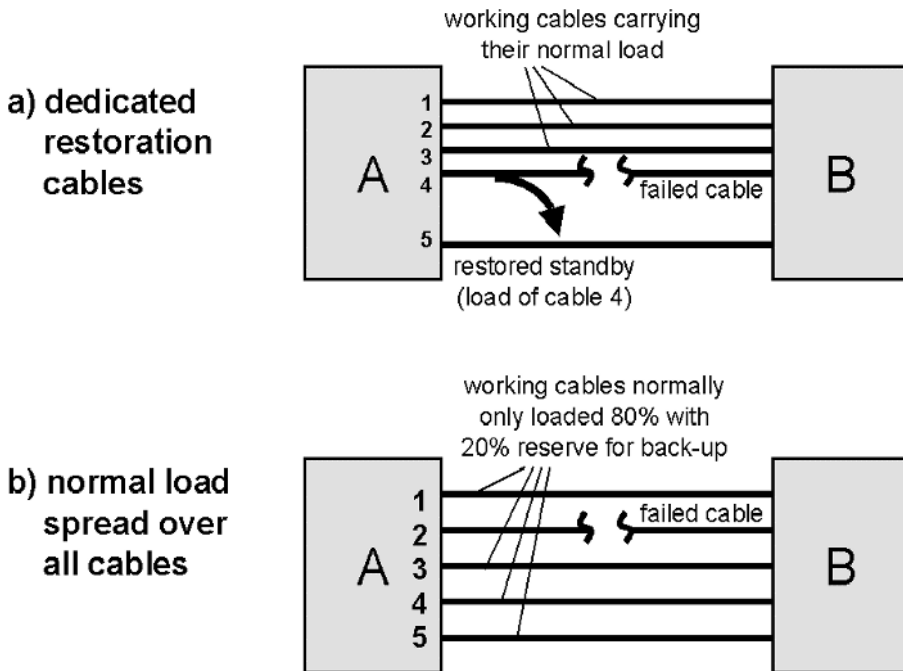 a) dedicated
restoration
cables
working cables carrying
their normal load
A
1
2
3
4
5
failed cable
B
restored standby
(load of cable 4)
b) normal load
spread over
all cables
working cables normally
only loaded 80% with
20% reserve for back-up
A
1
2
3
4
5
failed cable
B